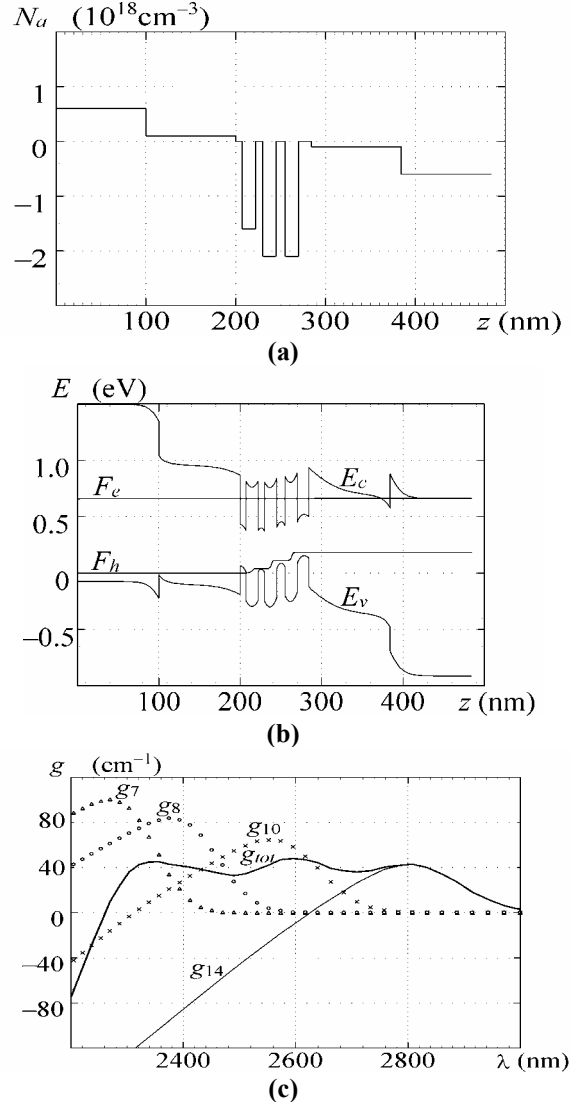 N_a (10^18 cm^−3)
1
0
−1
−2
100 200 300 400 z (nm)
(a)
E (eV)
1.0
F_e E_c
0.5
F_h
0
E_v
−0.5
100 200 300 400 z (nm)
(b)
g (cm^−1)
g_7
80
g_8
g_10
40
g_tot
0
−40
g_14
−80
2400 2600 2800 λ (nm)
(c)